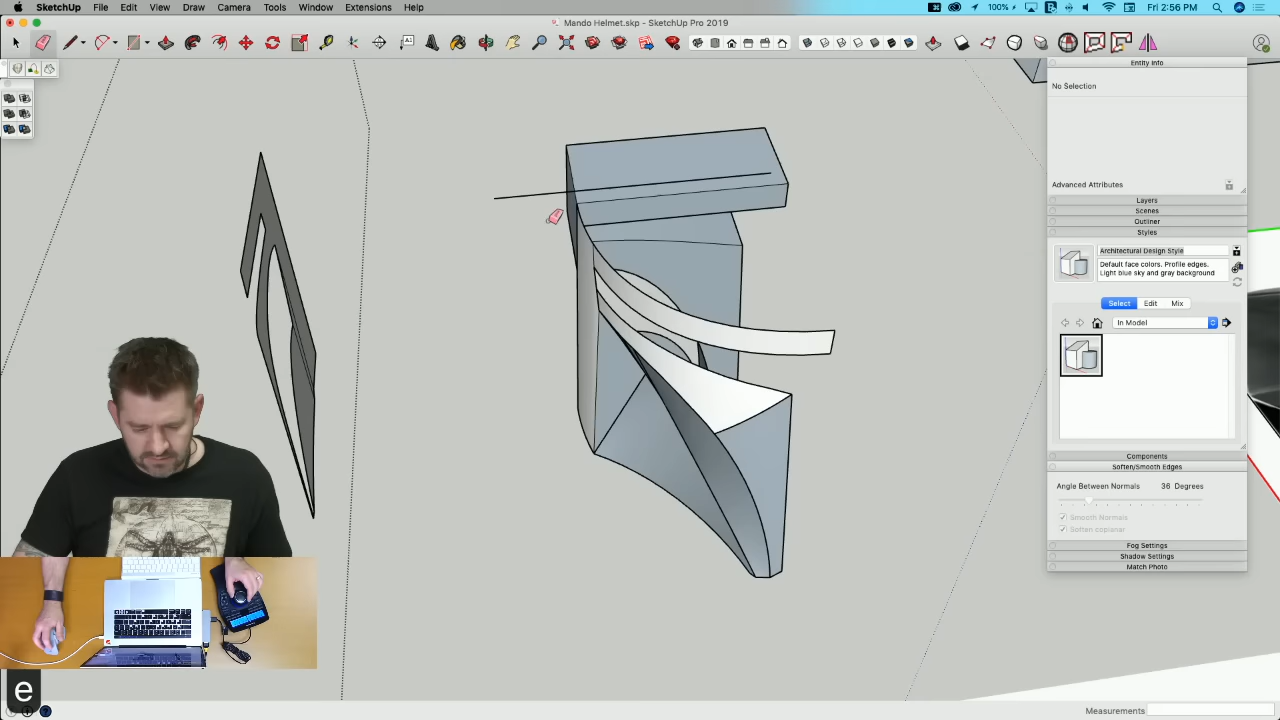 SketchUp File Edit View Draw Camera Tools Window Extensions Help
100% Fri 2:56 PM
Mando Helmet.skp - SketchUp Pro 2019
Entity Info
No Selection
Advanced Attributes
Layers
Scenes
Outliner
Styles
Architectural Design Style
Default face colors. Profile edges.
Light blue sky and gray background
Select Edit Mix
In Model
Components
Soften/Smooth Edges
Angle Between Normals 36 Degrees
Smooth Normals
Soften coplanar
Fog Settings
Shadow Settings
Match Photo
e
Measurements